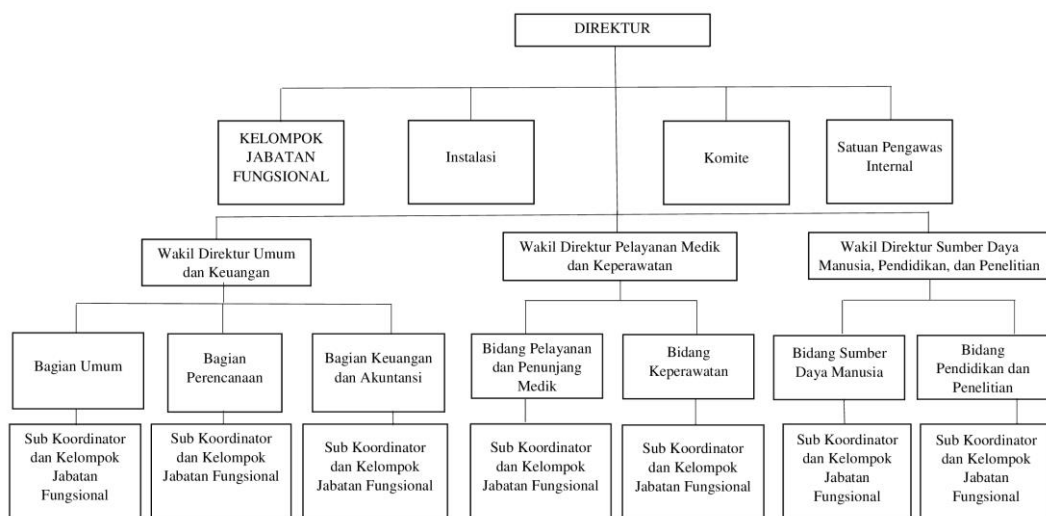 DIREKTUR
KELOMPOK
JABATAN
FUNGSIONAL
Instalasi
Komite
Satuan Pengawas
Internal
Wakil Direktur Umum
dan Keuangan
Wakil Direktur Pelayanan Medik
dan Keperawatan
Wakil Direktur Sumber Daya
Manusia, Pendidikan, dan Penelitian
Bagian Umum
Bagian
Perencanaan
Bagian Keuangan
dan Akuntansi
Bidang Pelayanan
dan Penunjang
Medik
Bidang
Keperawatan
Bidang Sumber
Daya Manusia
Bidang
Pendidikan dan
Penelitian
Sub Koordinator
dan Kelompok
Jabatan
Fungsional
Sub Koordinator
dan Kelompok
Jabatan Fungsional
Sub Koordinator
dan Kelompok
Jabatan Fungsional
Sub Koordinator
dan Kelompok
Jabatan Fungsional
Sub Koordinator
dan Kelompok
Jabatan Fungsional
Sub Koordinator
dan Kelompok
Jabatan
Fungsional
Sub Koordinator
dan Kelompok
Jabatan
Fungsional